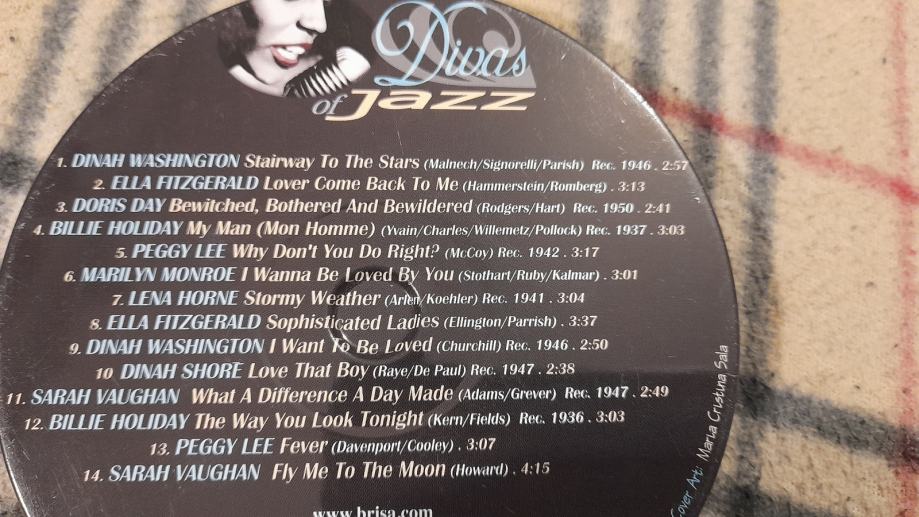 Divas
of Jazz
1. DINAH WASHINGTON Stairway To The Stars (Malnech/Signorelli/Parish) Rec. 1946 . 2:57
2. ELLA FITZGERALD Lover Come Back To Me (Hammerstein/Romberg) . 3:13
3. DORIS DAY Bewitched, Bothered And Bewildered (Rodgers/Hart) Rec. 1950 . 2:41
4. BILLIE HOLIDAY My Man (Mon Homme) (Yvain/Charles/Willemetz/Pollock) Rec. 1937 . 3:03
5. PEGGY LEE Why Don't You Do Right? (McCoy) Rec. 1942 . 3:17
6. MARILYN MONROE I Wanna Be Loved By You (Stothart/Ruby/Kalmar) . 3:01
7. LENA HORNE Stormy Weather (Arlen/Koehler) Rec. 1941 . 3:04
8. ELLA FITZGERALD Sophisticated Ladies (Ellington/Parrish) . 3:37
9. DINAH WASHINGTON I Want To Be Loved (Churchill) Rec. 1946 . 2:50
10 DINAH SHORE Love That Boy (Raye/De Paul) Rec. 1947 . 2:38
11. SARAH VAUGHAN What A Difference A Day Made (Adams/Grever) Rec. 1947 . 2:49
12. BILLIE HOLIDAY The Way You Look Tonight (Kern/Fields) Rec. 1936 . 3:03
13. PEGGY LEE Fever (Davenport/Cooley) . 3:07
14. SARAH VAUGHAN Fly Me To The Moon (Howard) . 4:15
www.brisa.com
Cover Art: Maria Cristina Sala